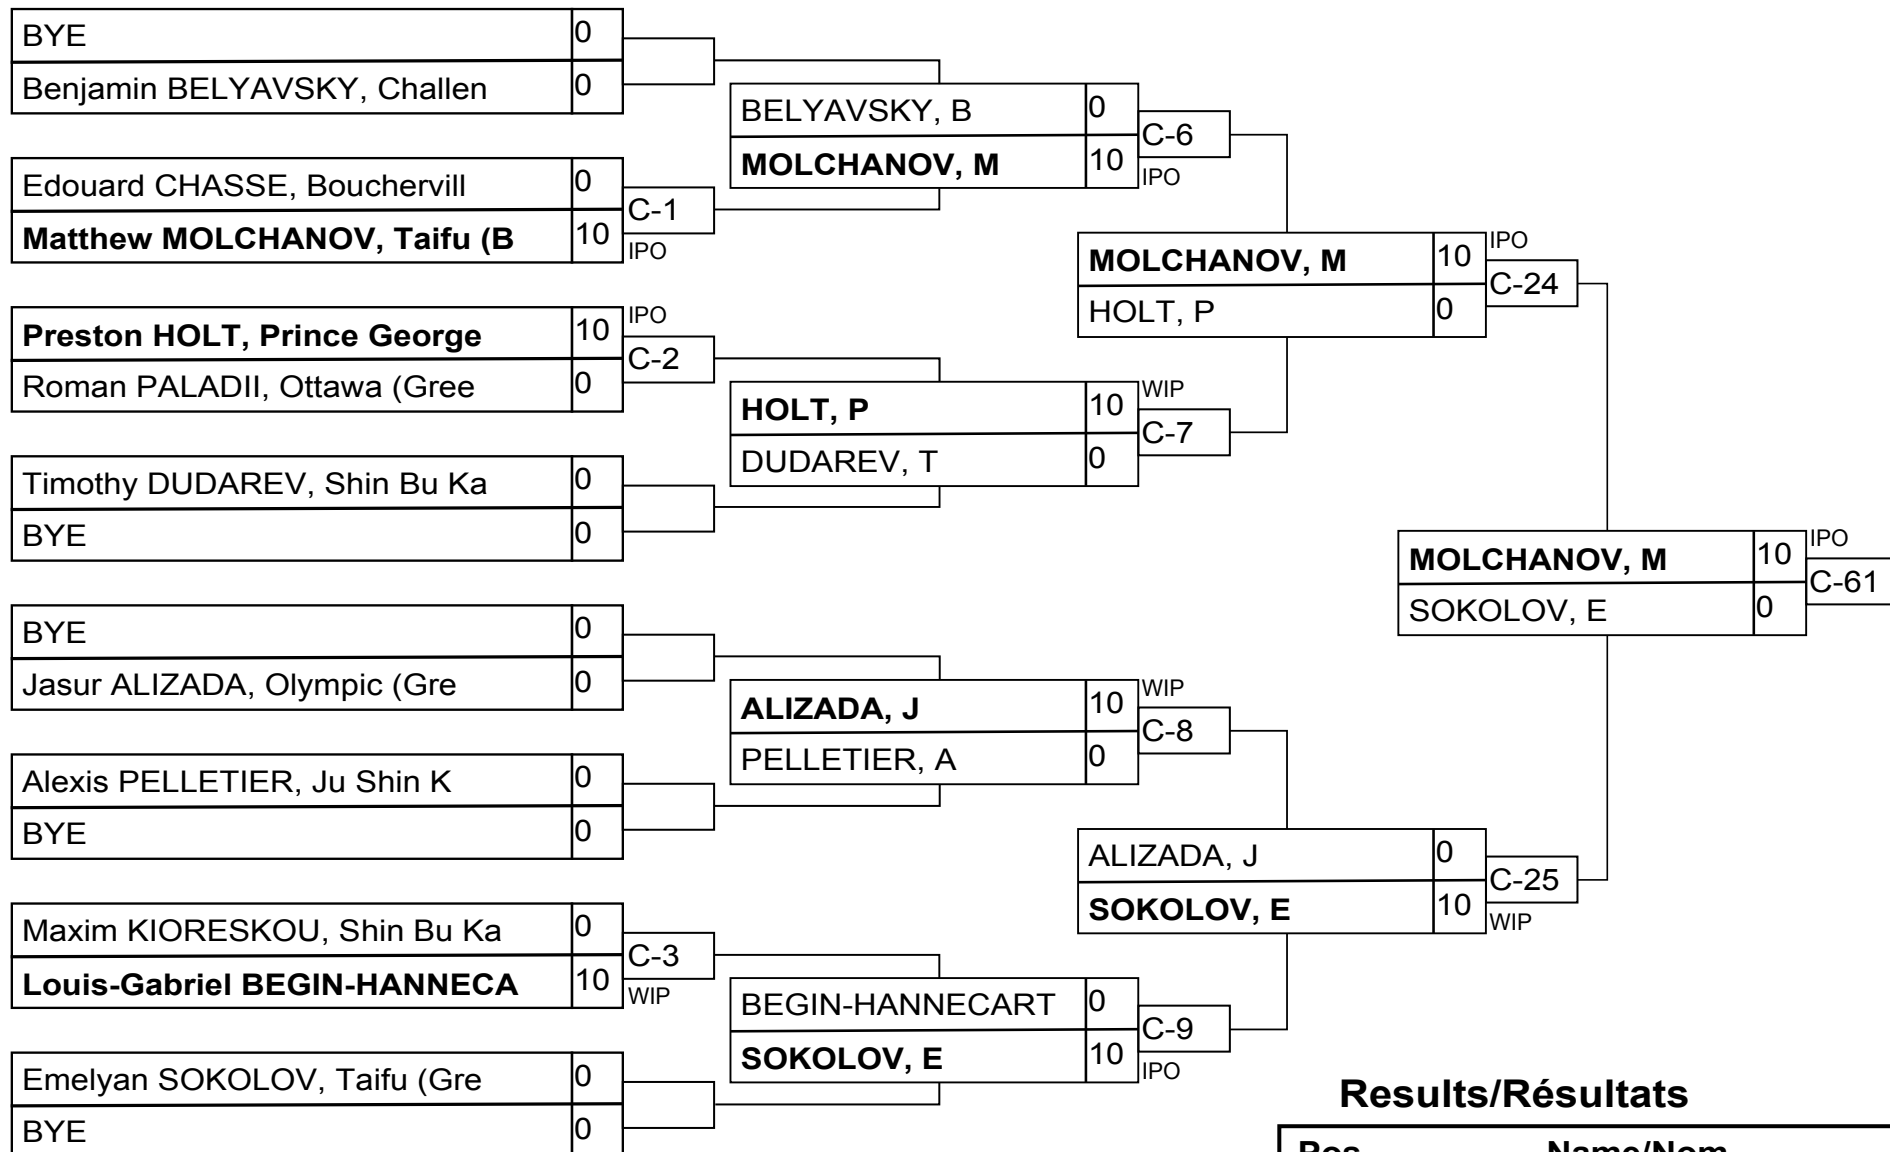 BYE 0
Benjamin BELYAVSKY, Challen 0
Edouard CHASSE, Bouchervill 0
Matthew MOLCHANOV, Taifu (B 10
C-1
IPO
Preston HOLT, Prince George 10
Roman PALADII, Ottawa (Gree 0
IPO
C-2
Timothy DUDAREV, Shin Bu Ka 0
BYE 0
BYE 0
Jasur ALIZADA, Olympic (Gre 0
Alexis PELLETIER, Ju Shin K 0
BYE 0
Maxim KIORESKOU, Shin Bu Ka 0
Louis-Gabriel BEGIN-HANNECA 10
C-3
WIP
Emelyan SOKOLOV, Taifu (Gre 0
BYE 0
BELYAVSKY, B 0
MOLCHANOV, M 10
C-6
IPO
HOLT, P 10
DUDAREV, T 0
WIP
C-7
ALIZADA, J 10
PELLETIER, A 0
WIP
C-8
BEGIN-HANNECART 0
SOKOLOV, E 10
C-9
IPO
MOLCHANOV, M 10
HOLT, P 0
IPO
C-24
ALIZADA, J 0
SOKOLOV, E 10
C-25
WIP
MOLCHANOV, M 10
SOKOLOV, E 0
IPO
C-61
Results/Résultats
Pos Name/Nom